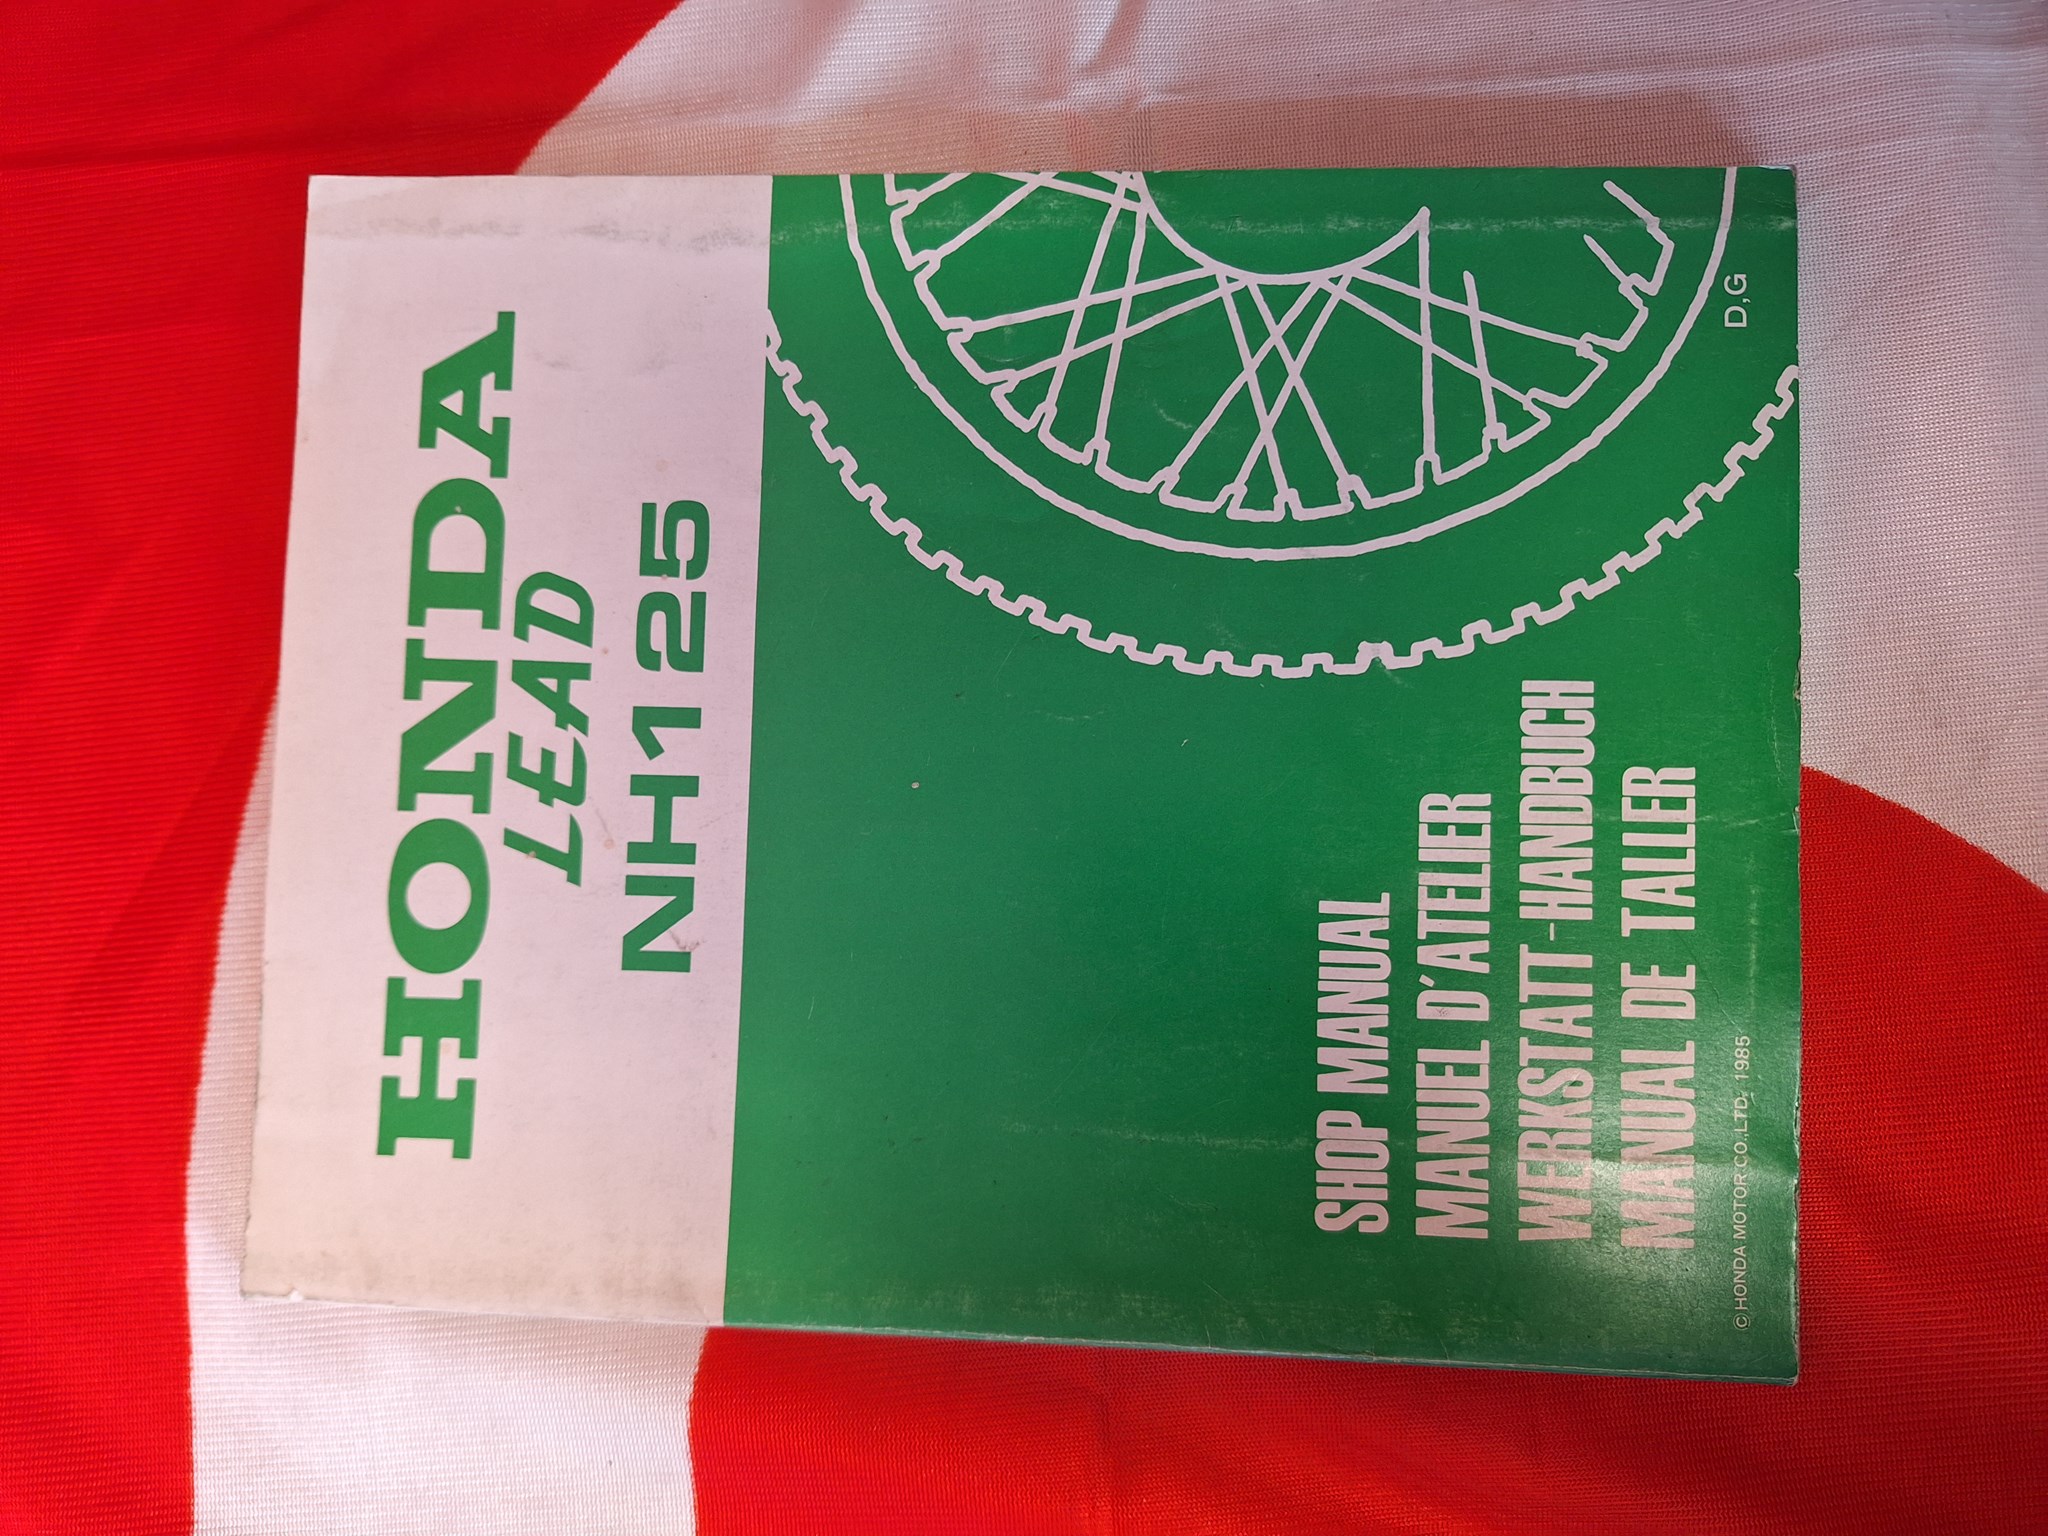 HONDA
LEAD
NH125
SHOP MANUAL
MANUEL D'ATELIER
WERKSTATT-HANDBUCH
MANUAL DE TALLER
© HONDA MOTOR CO., LTD. 1985
D,G